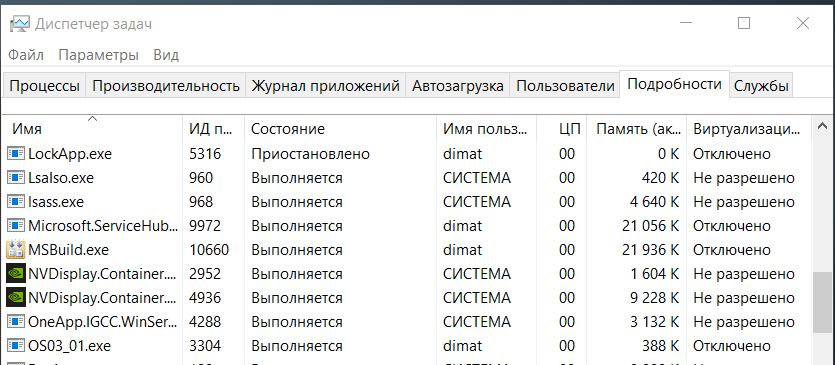 Диспетчер задач
Файл Параметры Вид
Процессы Производительность Журнал приложений Автозагрузка Пользователи Подробности Службы
Имя ИД п... Состояние Имя польз... ЦП Память (ак... Виртуализаци...
LockApp.exe 5316 Приостановлено dimat 00 0 K Отключено
LsaIso.exe 960 Выполняется СИСТЕМА 00 420 K Не разрешено
lsass.exe 968 Выполняется СИСТЕМА 00 4 640 K Не разрешено
Microsoft.ServiceHub... 9972 Выполняется dimat 00 21 056 K Отключено
MSBuild.exe 10660 Выполняется dimat 00 21 936 K Отключено
NVDisplay.Container.... 2952 Выполняется СИСТЕМА 00 1 604 K Не разрешено
NVDisplay.Container.... 4936 Выполняется СИСТЕМА 00 9 228 K Не разрешено
OneApp.IGCC.WinSer... 4288 Выполняется СИСТЕМА 00 3 132 K Не разрешено
OS03_01.exe 3304 Выполняется dimat 00 388 K Отключено